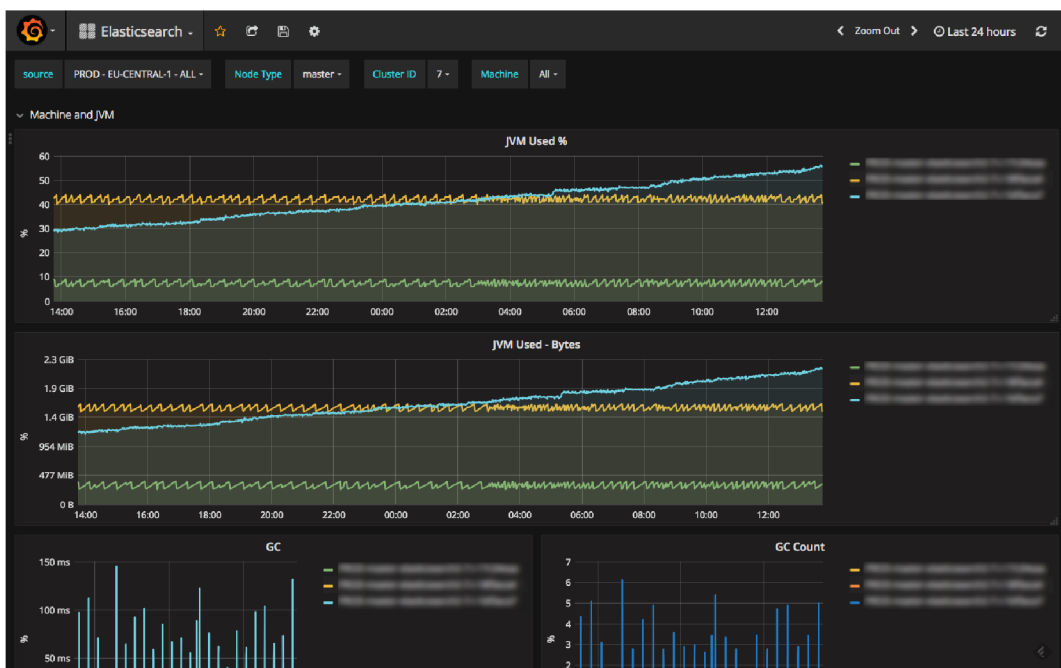 Elasticsearch
Zoom Out
Last 24 hours
source PROD - EU-CENTRAL-1 - ALL Node Type master Cluster ID 7 Machine All
Machine and JVM
JVM Used %
60
50
40
30
20
10
0
%
14:00 16:00 18:00 20:00 22:00 00:00 02:00 04:00 06:00 08:00 10:00 12:00
JVM Used - Bytes
2.3 GiB
1.9 GiB
1.4 GiB
954 MiB
477 MiB
0 B
%
14:00 16:00 18:00 20:00 22:00 00:00 02:00 04:00 06:00 08:00 10:00 12:00
GC
150 ms
100 ms
50 ms
%
GC Count
7
6
5
4
3
2
%